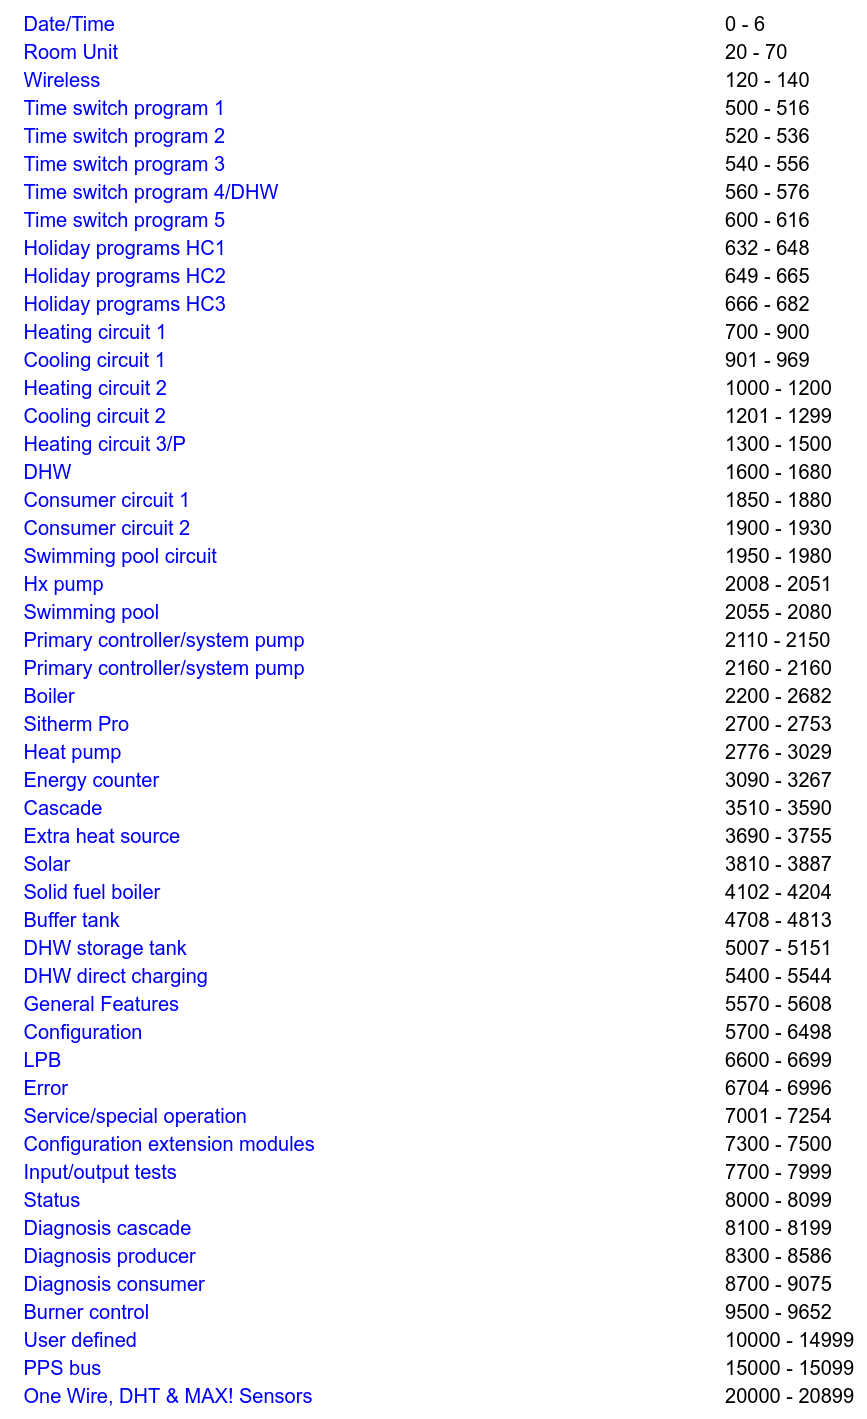 Date/Time 0 - 6
Room Unit 20 - 70
Wireless 120 - 140
Time switch program 1 500 - 516
Time switch program 2 520 - 536
Time switch program 3 540 - 556
Time switch program 4/DHW 560 - 576
Time switch program 5 600 - 616
Holiday programs HC1 632 - 648
Holiday programs HC2 649 - 665
Holiday programs HC3 666 - 682
Heating circuit 1 700 - 900
Cooling circuit 1 901 - 969
Heating circuit 2 1000 - 1200
Cooling circuit 2 1201 - 1299
Heating circuit 3/P 1300 - 1500
DHW 1600 - 1680
Consumer circuit 1 1850 - 1880
Consumer circuit 2 1900 - 1930
Swimming pool circuit 1950 - 1980
Hx pump 2008 - 2051
Swimming pool 2055 - 2080
Primary controller/system pump 2110 - 2150
Primary controller/system pump 2160 - 2160
Boiler 2200 - 2682
Sitherm Pro 2700 - 2753
Heat pump 2776 - 3029
Energy counter 3090 - 3267
Cascade 3510 - 3590
Extra heat source 3690 - 3755
Solar 3810 - 3887
Solid fuel boiler 4102 - 4204
Buffer tank 4708 - 4813
DHW storage tank 5007 - 5151
DHW direct charging 5400 - 5544
General Features 5570 - 5608
Configuration 5700 - 6498
LPB 6600 - 6699
Error 6704 - 6996
Service/special operation 7001 - 7254
Configuration extension modules 7300 - 7500
Input/output tests 7700 - 7999
Status 8000 - 8099
Diagnosis cascade 8100 - 8199
Diagnosis producer 8300 - 8586
Diagnosis consumer 8700 - 9075
Burner control 9500 - 9652
User defined 10000 - 14999
PPS bus 15000 - 15099
One Wire, DHT & MAX! Sensors 20000 - 20899